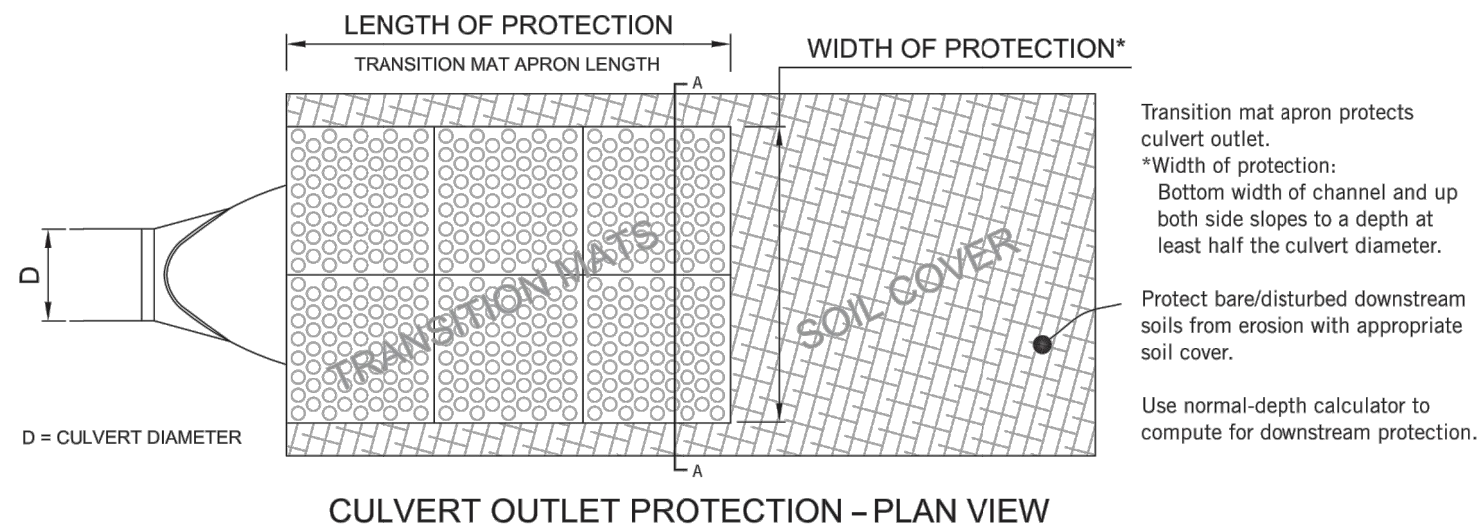 LENGTH OF PROTECTION
TRANSITION MAT APRON LENGTH
WIDTH OF PROTECTION*
A
Transition mat apron protects
culvert outlet.
*Width of protection:
Bottom width of channel and up
both side slopes to a depth at
least half the culvert diameter.
Protect bare/disturbed downstream
soils from erosion with appropriate
soil cover.
Use normal-depth calculator to
compute for downstream protection.
D
TRANSITION MATS
SOIL COVER
D = CULVERT DIAMETER
A
CULVERT OUTLET PROTECTION – PLAN VIEW